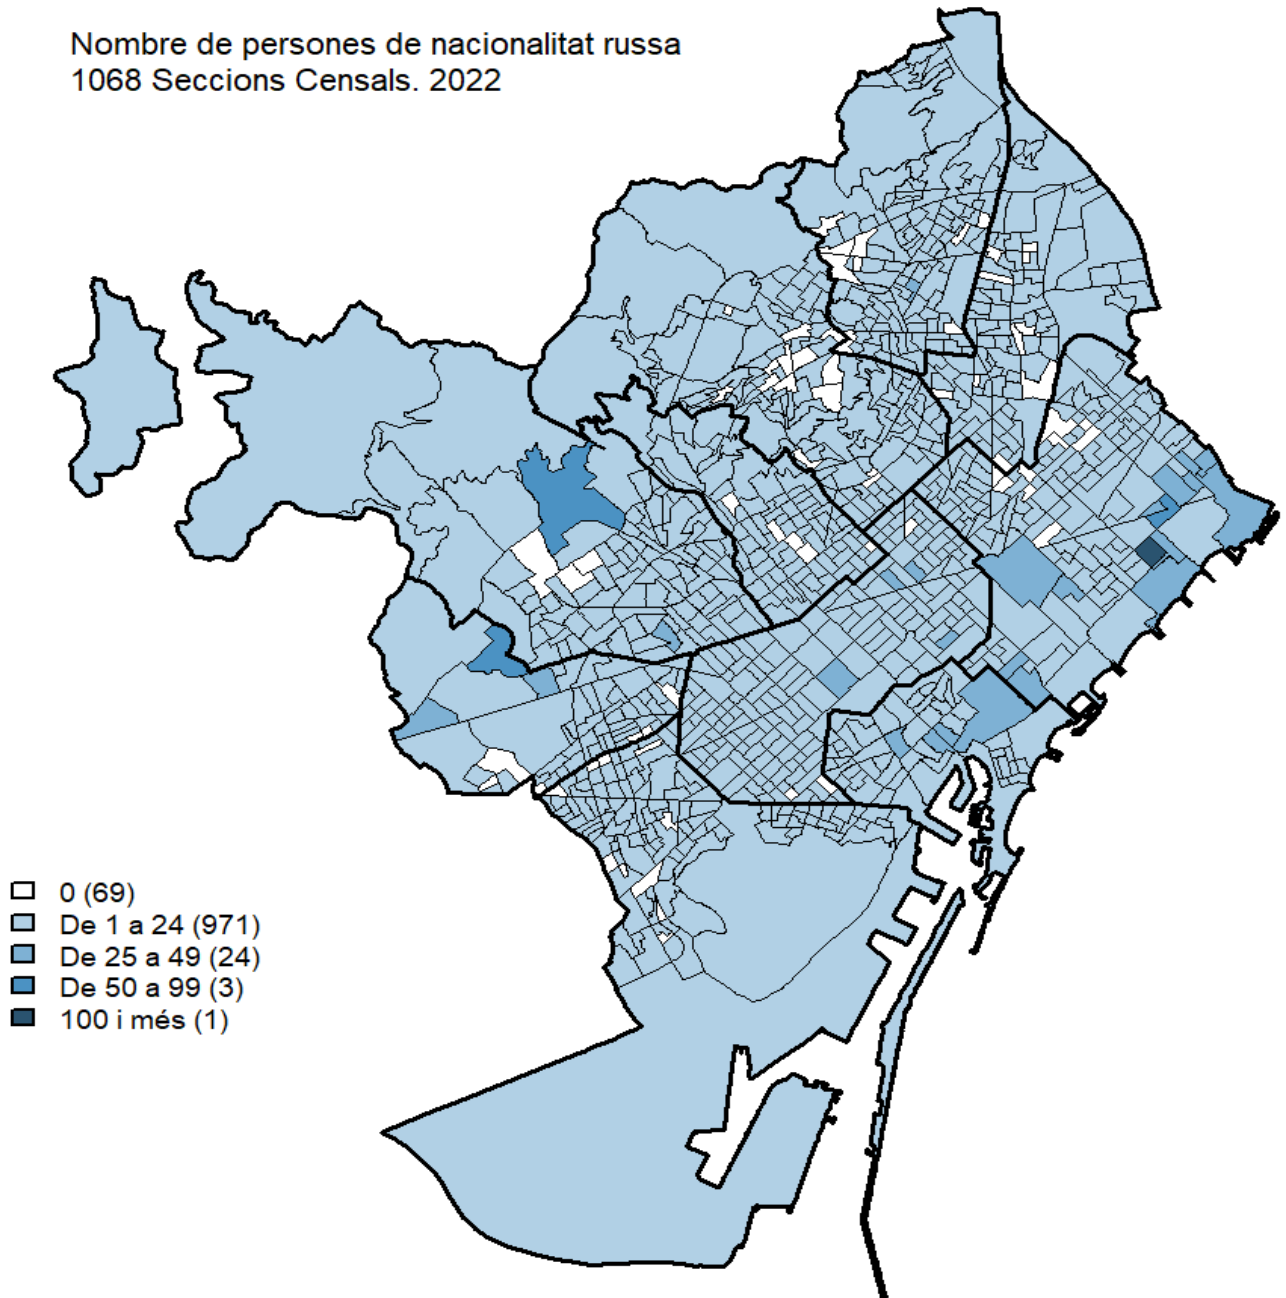 Nombre de persones de nacionalitat russa
1068 Seccions Censals. 2022
0 (69)
De 1 a 24 (971)
De 25 a 49 (24)
De 50 a 99 (3)
100 i més (1)